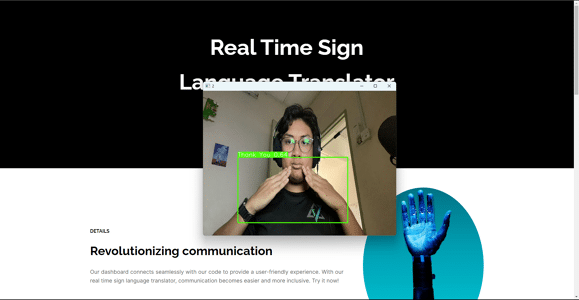 Real Time Sign
Language Translator
Thank You
DETAILS
Revolutionizing communication
Our dashboard connects seamlessly with our code to provide a user-friendly experience. With our
real time sign language translator, communication becomes easier and more inclusive. Try it now!